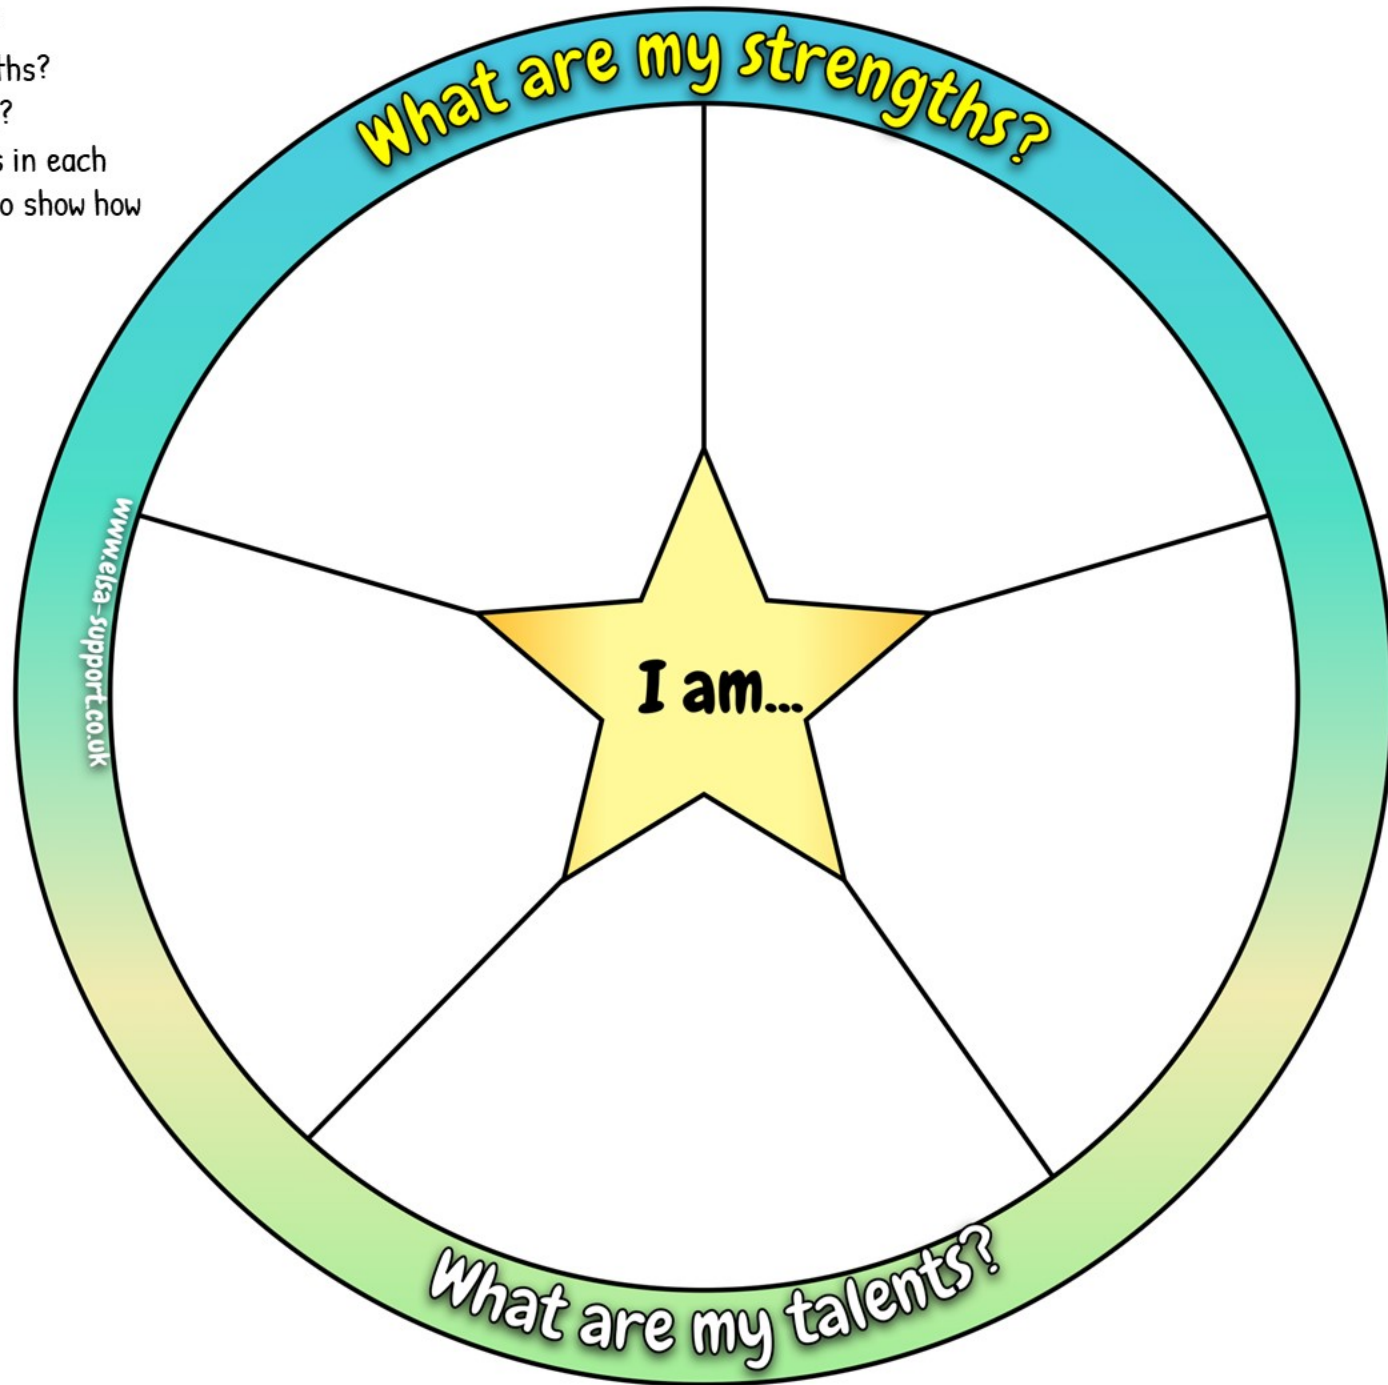 ths?
?
s in each
o show how
What are my strengths?
I am...
www.elsa-support.co.uk
What are my talents?